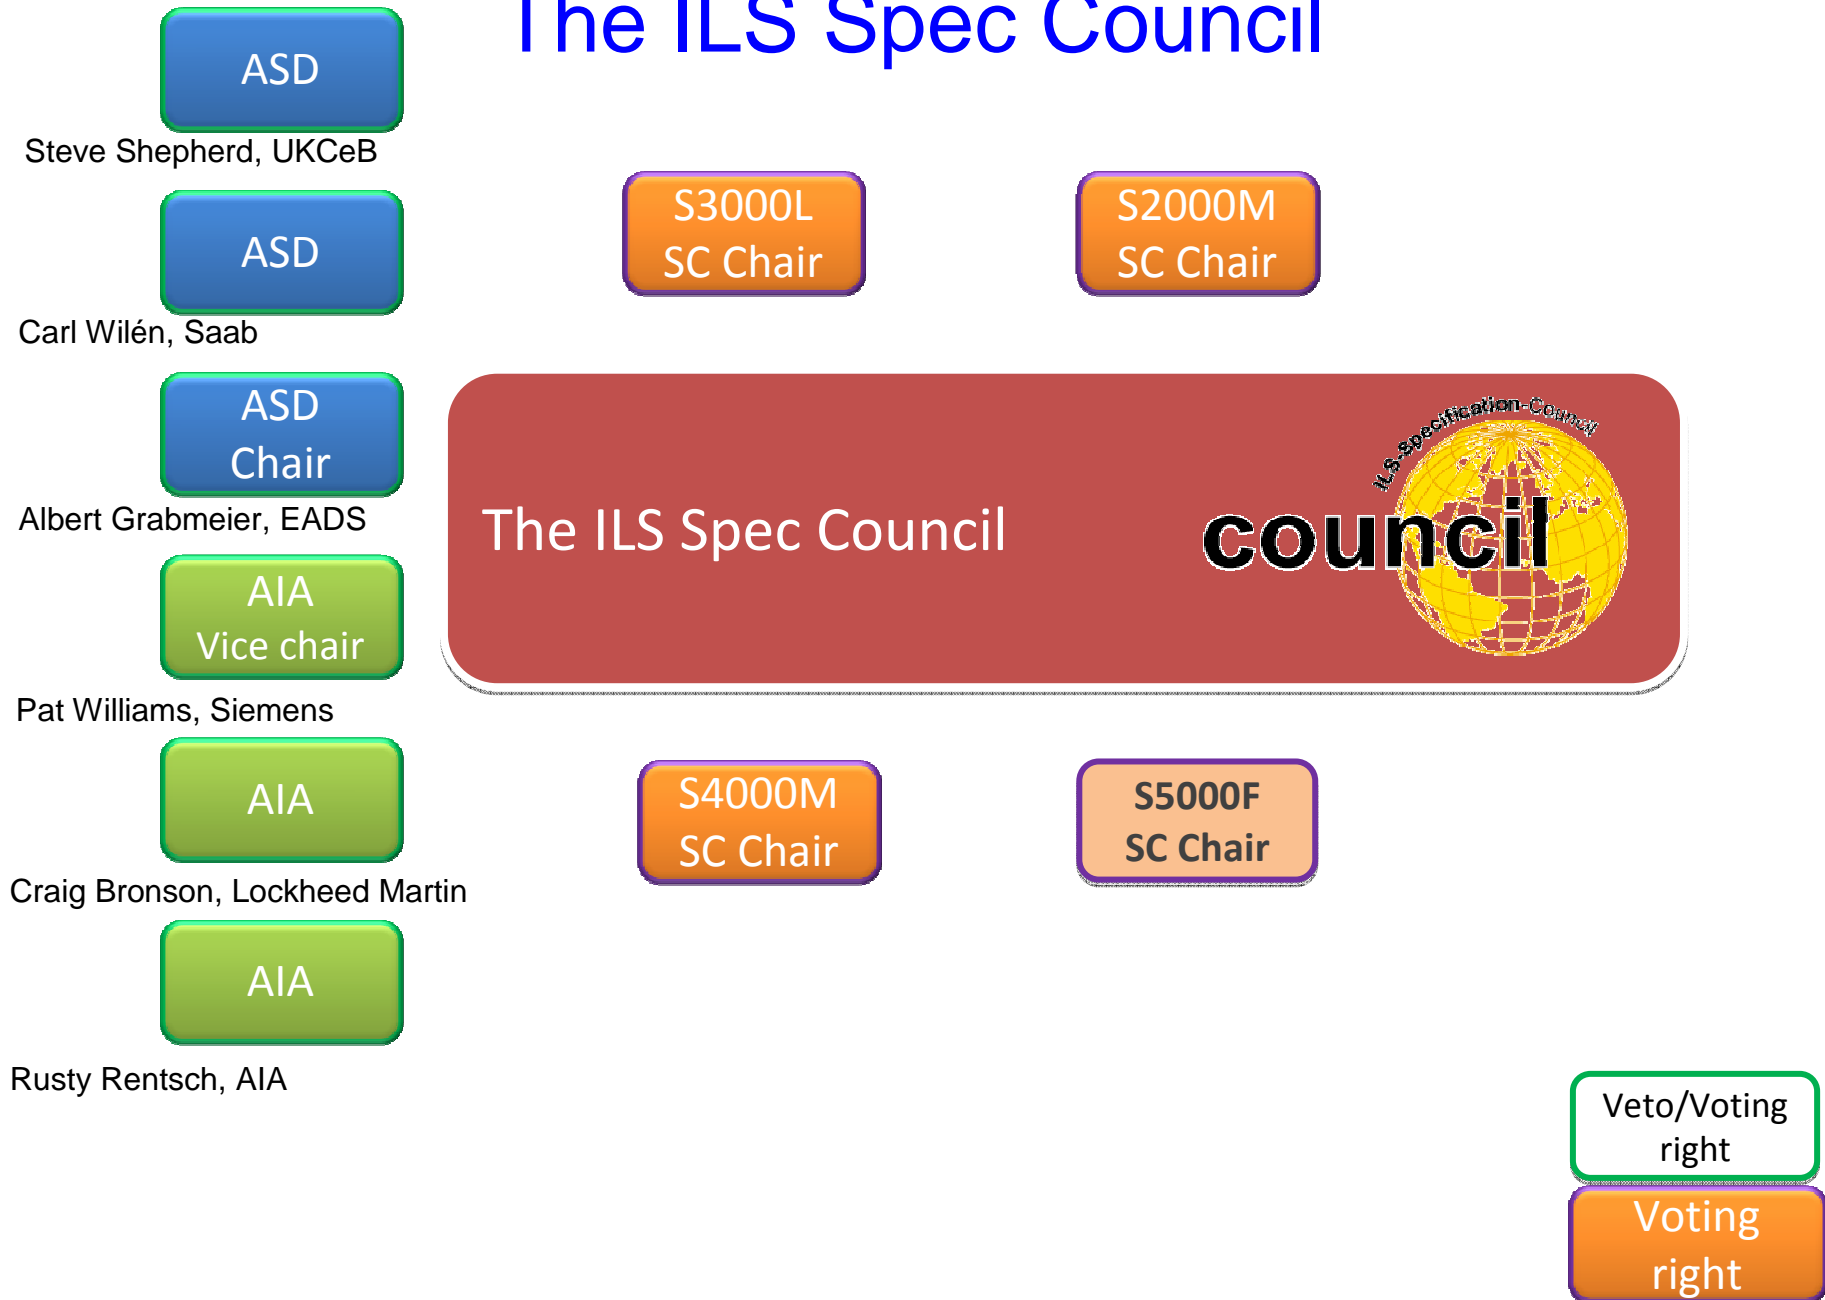 The ILS Spec Council
ASD
Steve Shepherd, UKCeB
ASD
Carl Wilén, Saab
ASD
Chair
Albert Grabmeier, EADS
AIA
Vice chair
Pat Williams, Siemens
AIA
Craig Bronson, Lockheed Martin
AIA
Rusty Rentsch, AIA
S3000L
SC Chair
S2000M
SC Chair
The ILS Spec Council
ILS-Specification-Council
council
S4000M
SC Chair
S5000F
SC Chair
Veto/Voting
right
Voting
right